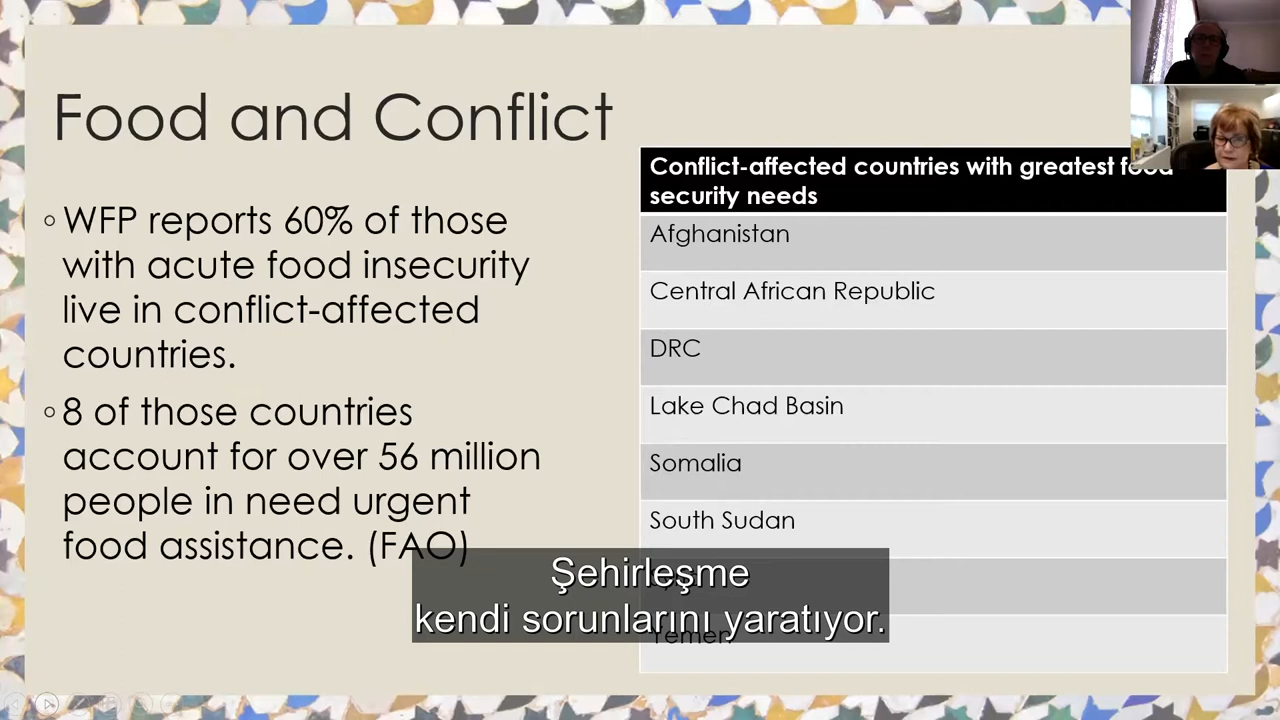 Food and Conflict
◦ WFP reports 60% of those
with acute food insecurity
live in conflict-affected
countries.
◦ 8 of those countries
account for over 56 million
people in need urgent
food assistance. (FAO)
Conflict-affected countries with greatest food
security needs
Afghanistan
Central African Republic
DRC
Lake Chad Basin
Somalia
South Sudan
Yemen
Şehirleşme
kendi sorunlarını yaratıyor.